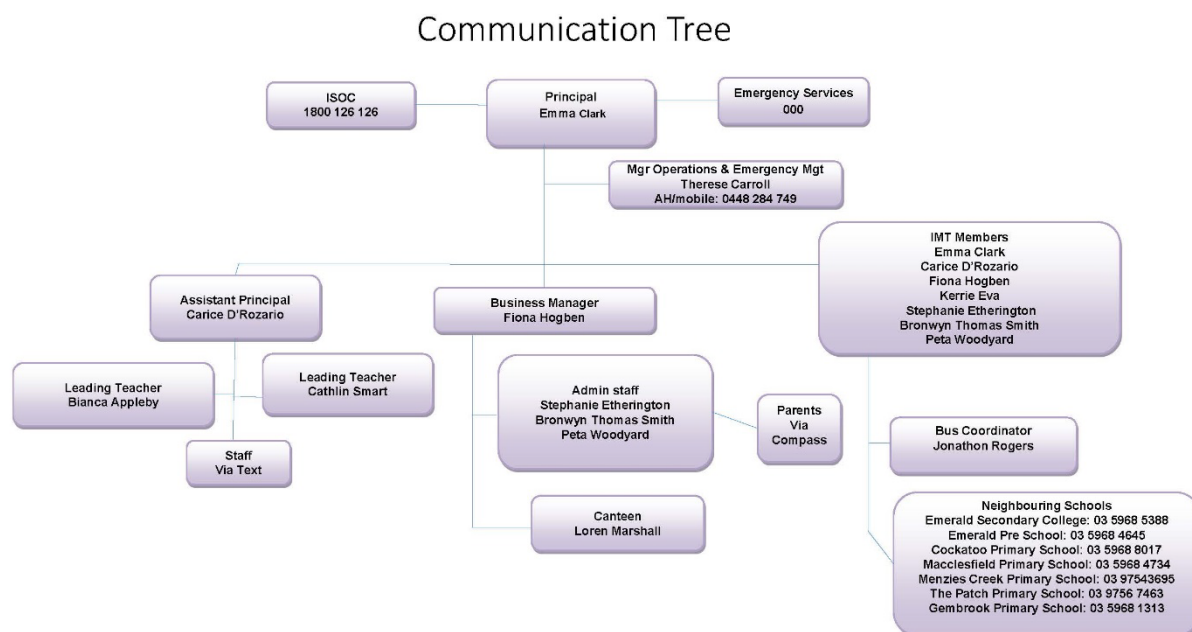 Communication Tree
ISOC
1800 126 126
Principal
Emma Clark
Emergency Services
000
Mgr Operations & Emergency Mgt
Therese Carroll
AH/mobile: 0448 284 749
IMT Members
Emma Clark
Carice D'Rozario
Fiona Hogben
Kerrie Eva
Stephanie Etherington
Bronwyn Thomas Smith
Peta Woodyard
Assistant Principal
Carice D'Rozario
Business Manager
Fiona Hogben
Leading Teacher
Bianca Appleby
Leading Teacher
Cathlin Smart
Staff
Via Text
Admin staff
Stephanie Etherington
Bronwyn Thomas Smith
Peta Woodyard
Parents
Via
Compass
Canteen
Loren Marshall
Bus Coordinator
Jonathon Rogers
Neighbouring Schools
Emerald Secondary College: 03 5968 5388
Emerald Pre School: 03 5968 4645
Cockatoo Primary School: 03 5968 8017
Macclesfield Primary School: 03 5968 4734
Menzies Creek Primary School: 03 97543695
The Patch Primary School: 03 9756 7463
Gembrook Primary School: 03 5968 1313